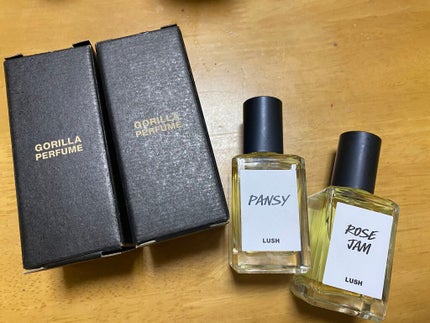 GORILLA
PERFUME
GORILLA
PERFUME
PANSY
LUSH
ROSE
JAM
LUSH